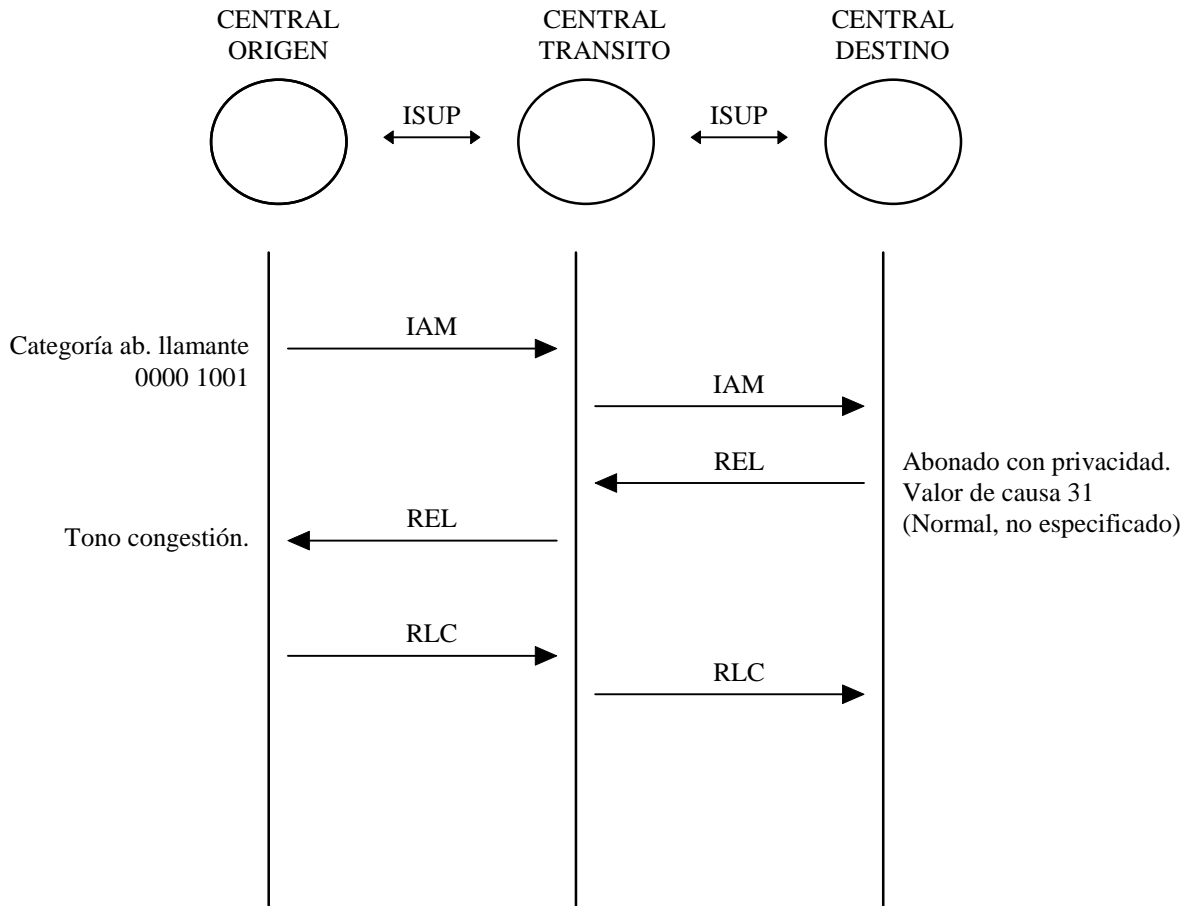 CENTRAL
ORIGEN
CENTRAL
TRANSITO
CENTRAL
DESTINO
ISUP
ISUP
IAM
Categoría ab. llamante
0000 1001
IAM
REL
Abonado con privacidad.
Valor de causa 31
(Normal, no especificado)
REL
Tono congestión.
RLC
RLC